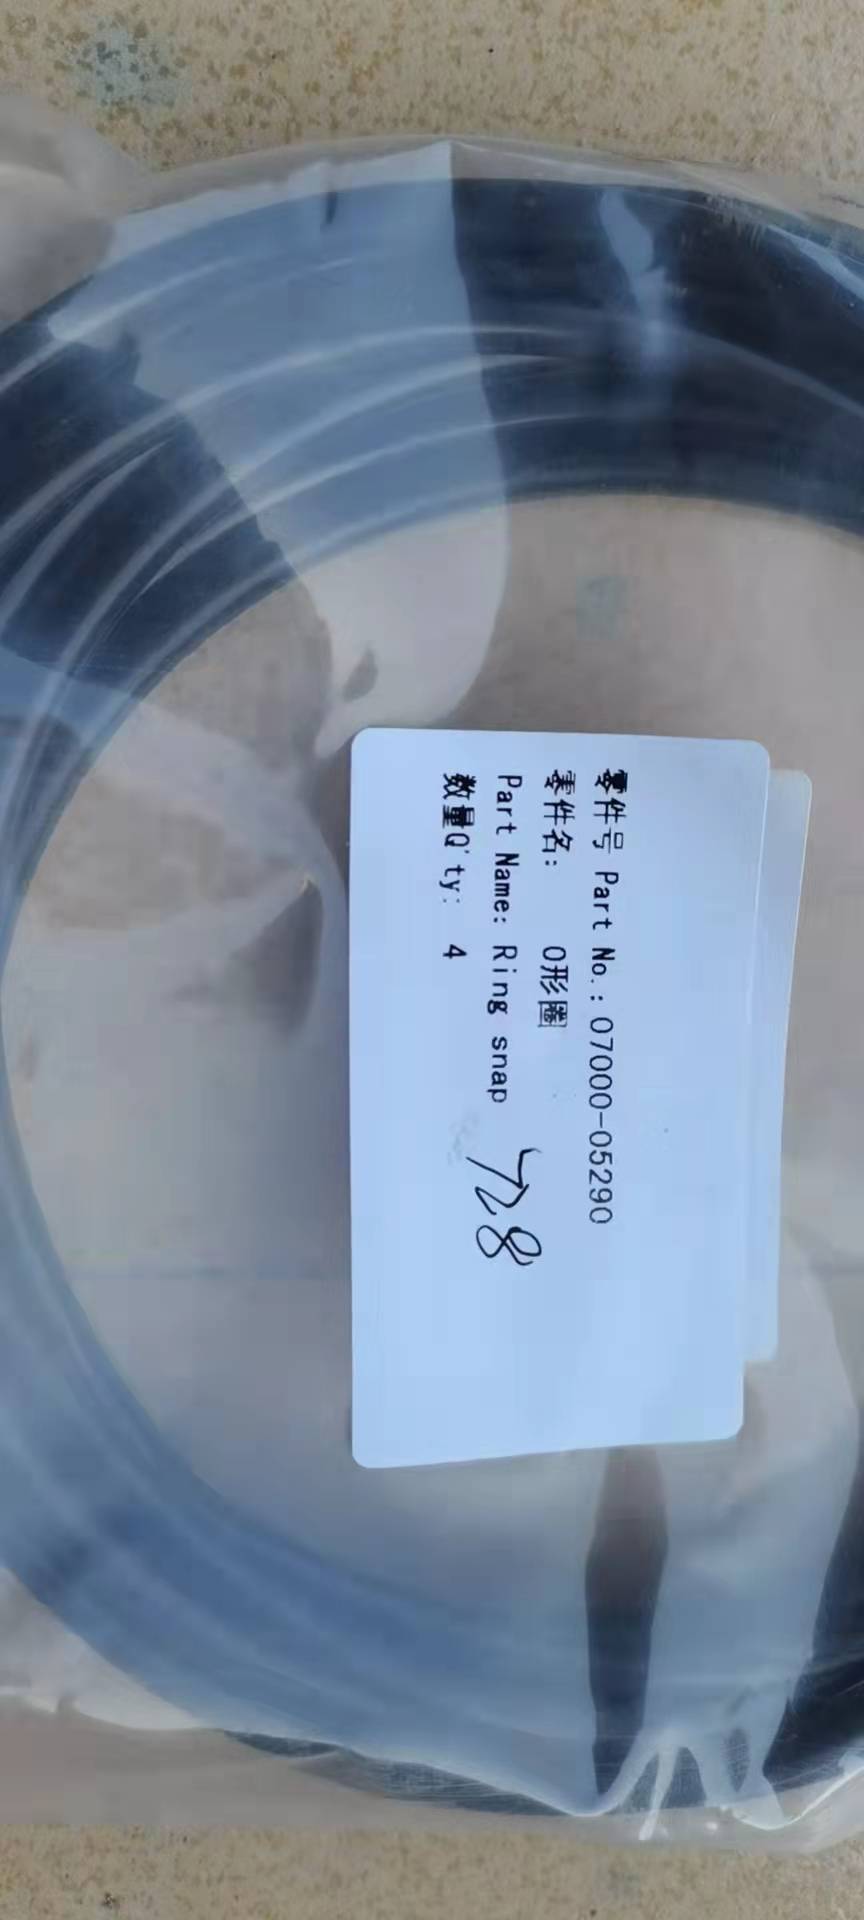 零件号 Part No.: 07000-05290
零件名: O形圈
Part Name: Ring snap
数量Q'ty: 4
728